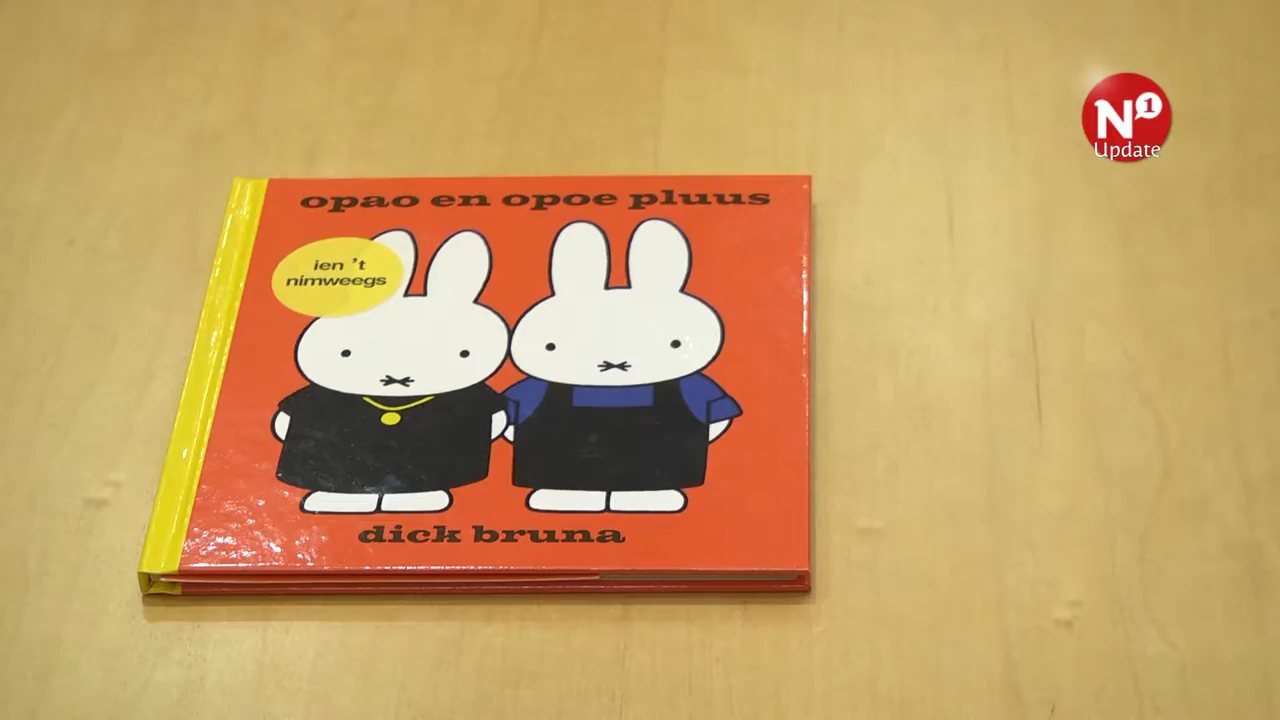 N1
Update
opao en opoe pluus
ien 't
nimweegs
dick bruna